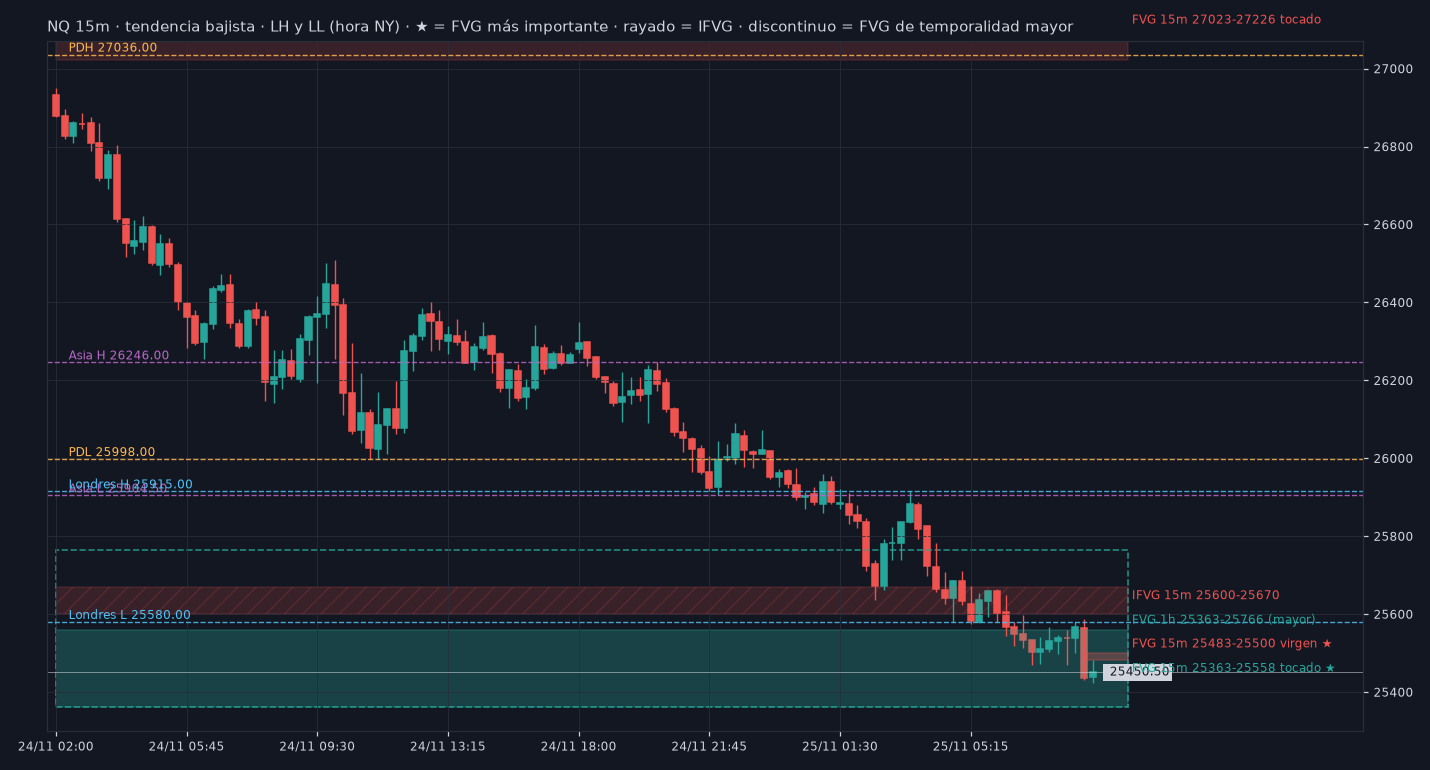 FVG 15m 27023-27226 tocado
NQ 15m · tendencia bajista · LH y LL (hora NY) · ★ = FVG más importante · rayado = IFVG · discontinuo = FVG de temporalidad mayor
PDH 27036.00
27000
26800
26600
26400
Asia H 26246.00
26200
PDL 25998.00
26000
Londres H 25915.00
Asia L 25904.50
25800
IFVG 15m 25600-25670
Londres L 25580.00
25600
FVG 1h 25363-25766 (mayor)
FVG 15m 25483-25500 virgen ★
FVG 15m 25363-25558 tocado ★
25450.50
25400
24/11 02:00
24/11 05:45
24/11 09:30
24/11 13:15
24/11 18:00
24/11 21:45
25/11 01:30
25/11 05:15